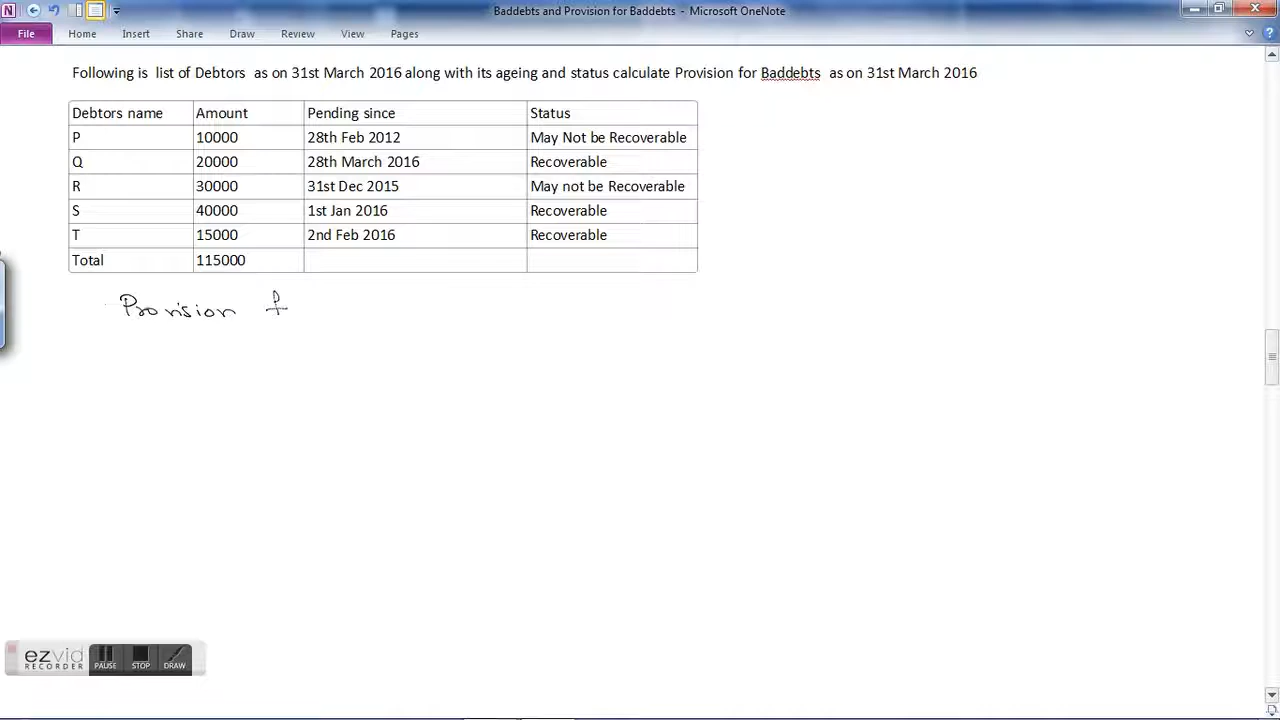 Baddebts and Provision for Baddebts - Microsoft OneNote
File Home Insert Share Draw Review View Pages
Following is list of Debtors as on 31st March 2016 along with its ageing and status calculate Provision for Baddebts as on 31st March 2016
Debtors name Amount Pending since Status
P 10000 28th Feb 2012 May Not be Recoverable
Q 20000 28th March 2016 Recoverable
R 30000 31st Dec 2015 May not be Recoverable
S 40000 1st Jan 2016 Recoverable
T 15000 2nd Feb 2016 Recoverable
Total 115000
Provision f
ezvid
RECORDER
PAUSE STOP DRAW